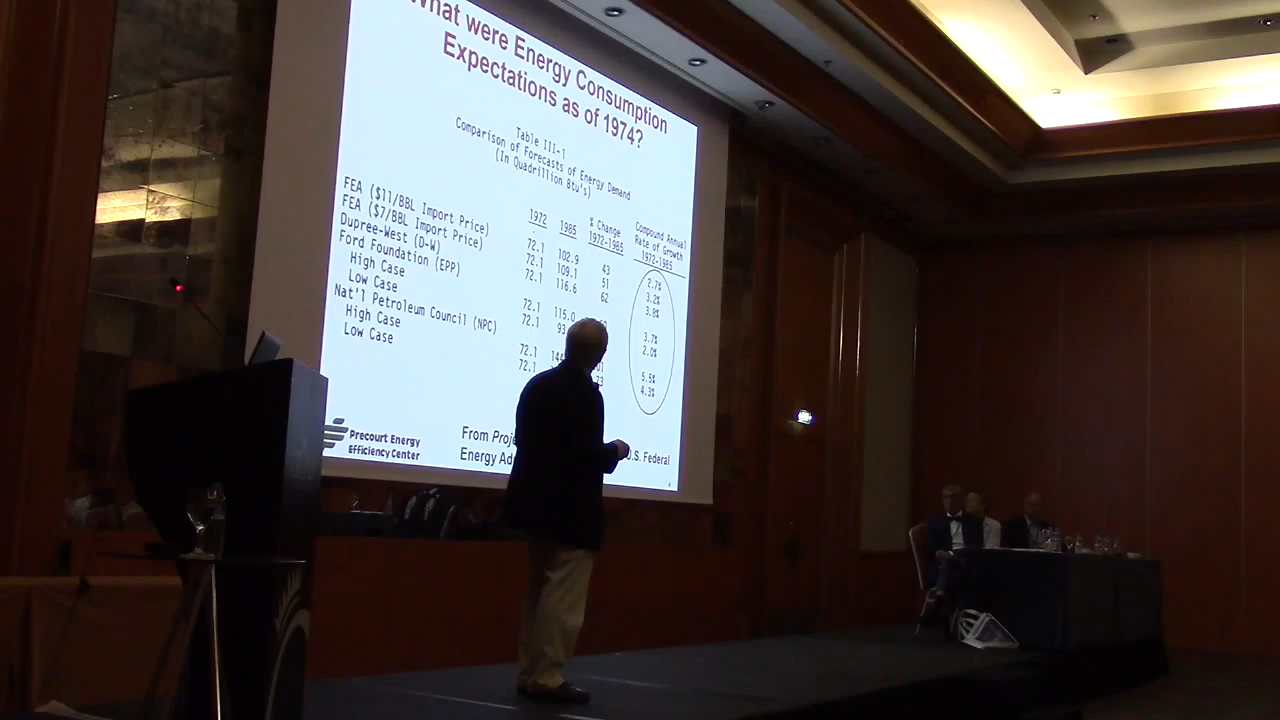 What were Energy Consumption
Expectations as of 1974?
Table III-1
Comparison of Forecasts of Energy Demand
(In Quadrillion Btu's)
1972 1985 % Change 1972-1985 Compound Annual Rate of Growth 1972-1985
FEA ($11/BBL Import Price) 72.1 102.9 43 2.7%
FEA ($7/BBL Import Price) 72.1 109.1 51 3.2%
Dupree-West (D-W) 72.1 116.6 62 3.8%
Ford Foundation (EPP)
High Case 72.1 115.0 3.7%
Low Case 72.1 93 2.0%
Nat'l Petroleum Council (NPC)
High Case 72.1 5.5%
Low Case 72.1 73 4.3%
Precourt Energy
Efficiency Center
From
Energy U.S. Federal